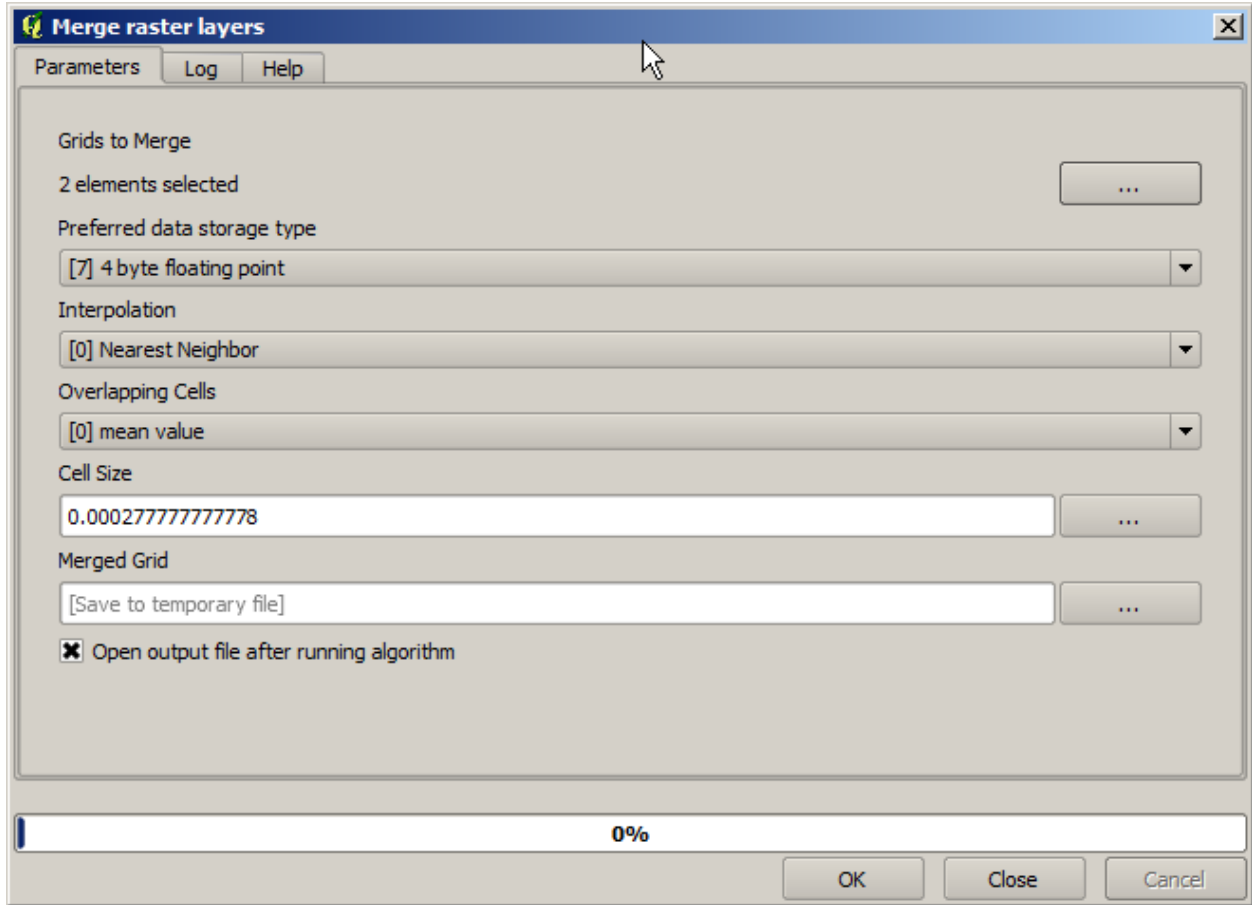 Merge raster layers
Parameters Log Help
Grids to Merge
2 elements selected ...
Preferred data storage type
[7] 4 byte floating point
Interpolation
[0] Nearest Neighbor
Overlapping Cells
[0] mean value
Cell Size
0.000277777777778 ...
Merged Grid
[Save to temporary file] ...
Open output file after running algorithm
0%
OK Close Cancel